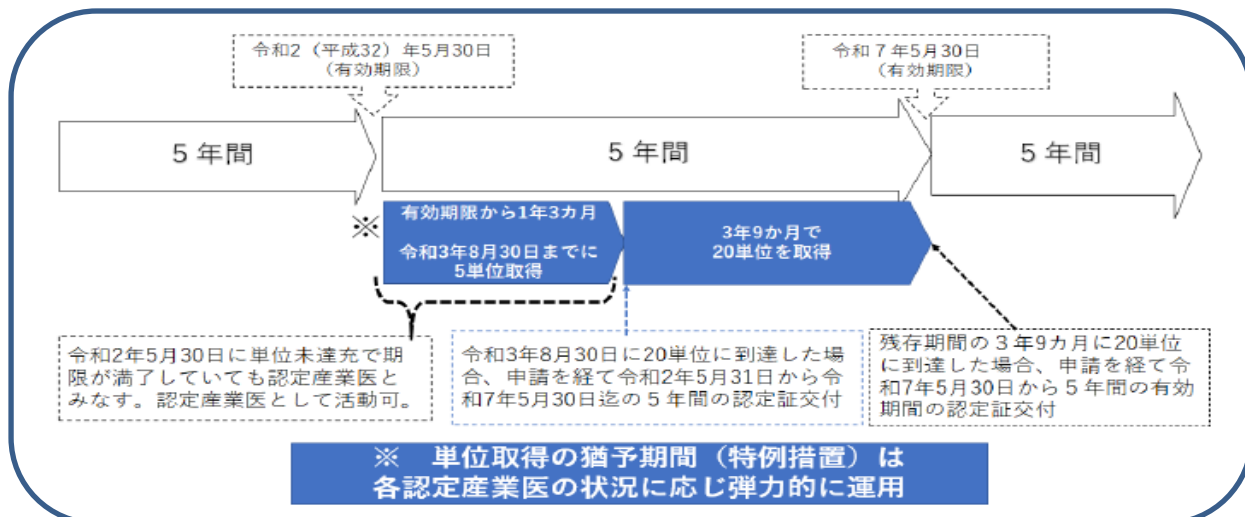 令和2（平成32）年5月30日
（有効期限）
令和７年5月30日
（有効期限）
５年間
５年間
５年間
※
有効期限から1年3カ月
令和3年8月30日までに
5単位取得
3年9か月で
20単位を取得
令和2年5月30日に単位未達充で期
限が満了していても認定産業医と
みなす。認定産業医として活動可。
令和3年8月30日に20単位に到達した場
合、申請を経て令和2年5月31日から令
和7年5月30日迄の５年間の認定証交付
残存期間の３年9カ月に20単位
に到達した場合、申請を経て令
和7年5月30日から５年間の有効
期間の認定証交付
※　単位取得の猶予期間（特例措置）は
各認定産業医の状況に応じ弾力的に運用